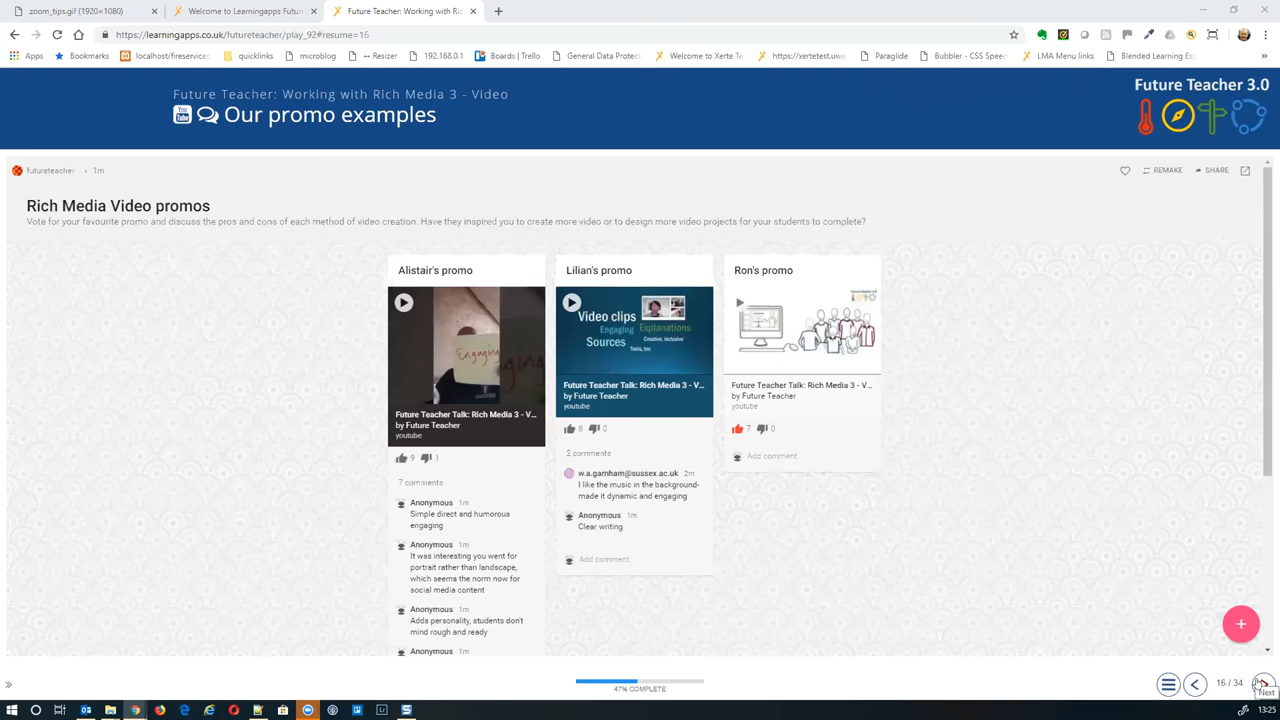 zoom_tips.gif (1920×1080)
Welcome to Learningapps Future
Future Teacher: Working with Ric
https://learningapps.co.uk/futureteacher/play_92#resume=16
Apps
Bookmarks
localhost/fireservice
quicklinks
microblog
↔ Resizer
192.168.0.1
Boards | Trello
General Data Protect
Welcome to Xerte Te
https://xertetest.uwe
Paraglide
Bubbler - CSS Speec
LMA Menu links
Blended Learning Ess
»
Future Teacher: Working with Rich Media 3 - Video
You Tube
Our promo examples
Future Teacher 3.0
futureteacher • 1m
REMAKE
SHARE
Rich Media Video promos
Vote for your favourite promo and discuss the pros and cons of each method of video creation. Have they inspired you to create more video or to design more video projects for your students to complete?
Alistair's promo
Engaging
Future Teacher Talk: Rich Media 3 - V...
by Future Teacher
youtube
9 1
7 comments
Anonymous 1m
Simple direct and humorous
engaging
Anonymous 1m
It was interesting you went for
portrait rather than landscape,
which seems the norm now for
social media content
Anonymous 1m
Adds personality, students don't
mind rough and ready
Anonymous 1m
Lilian's promo
Video clips
Engaging Explanations
Sources
Creative, Inclusive
Tools, Inc
Future Teacher Talk: Rich Media 3 - V...
by Future Teacher
youtube
8 0
2 comments
w.a.garnham@sussex.ac.uk 2m
I like the music in the background-
made it dynamic and engaging
Anonymous 1m
Clear writing
Add comment
Ron's promo
Future Teacher Talk: Rich Media 3 - V...
by Future Teacher
youtube
7 0
Add comment
+
»
47% COMPLETE
16 / 34
Next
13:25